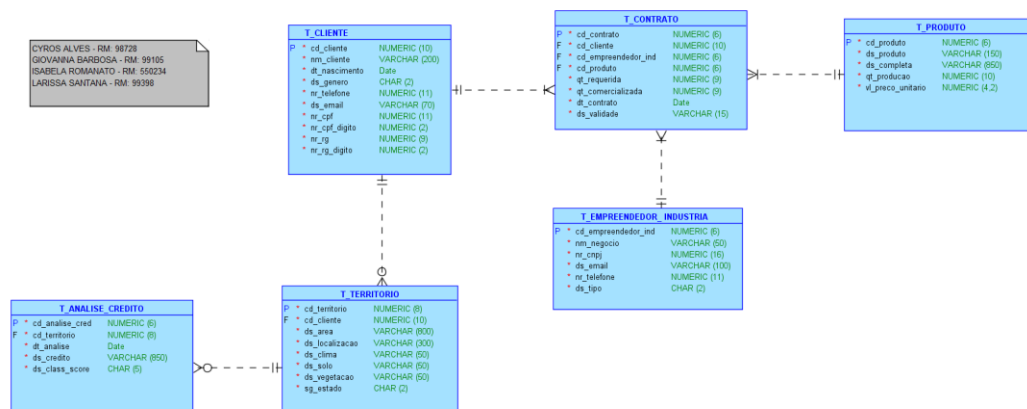 CYROS ALVES - RM: 98728
GIOVANNA BARBOSA - RM: 99105
ISABELA ROMANATO - RM: 550234
LARISSA SANTANA - RM: 99398
T_CLIENTE
P * cd_cliente NUMERIC (10)
* nm_cliente VARCHAR (200)
* dt_nascimento Date
* ds_genero CHAR (2)
* nr_telefone NUMERIC (11)
* ds_email VARCHAR (70)
* nr_cpf NUMERIC (11)
* nr_cpf_digito NUMERIC (2)
* nr_rg NUMERIC (9)
* nr_rg_digito NUMERIC (2)
T_CONTRATO
P * cd_contrato NUMERIC (6)
F * cd_cliente NUMERIC (10)
F * cd_empreendedor_ind NUMERIC (6)
F * cd_produto NUMERIC (6)
* qt_requerida NUMERIC (9)
* qt_comercializada NUMERIC (9)
* dt_contrato Date
* ds_validade VARCHAR (15)
T_PRODUTO
P * cd_produto NUMERIC (6)
* ds_produto VARCHAR (150)
* ds_completa VARCHAR (850)
* qt_producao NUMERIC (10)
* vl_preco_unitario NUMERIC (4,2)
T_EMPREENDEDOR_INDUSTRIA
P * cd_empreendedor_ind NUMERIC (6)
* nm_negocio VARCHAR (50)
* nr_cnpj NUMERIC (16)
* ds_email VARCHAR (100)
* nr_telefone NUMERIC (11)
* ds_tipo CHAR (2)
T_ANALISE_CREDITO
P * cd_analise_cred NUMERIC (6)
F * cd_territorio NUMERIC (8)
* dt_analise Date
* ds_credito VARCHAR (850)
* ds_class_score CHAR (5)
T_TERRITORIO
P * cd_territorio NUMERIC (8)
F * cd_cliente NUMERIC (10)
* ds_area VARCHAR (800)
* ds_localizacao VARCHAR (300)
* ds_clima VARCHAR (50)
* ds_solo VARCHAR (50)
* ds_vegetacao VARCHAR (50)
* sg_estado CHAR (2)